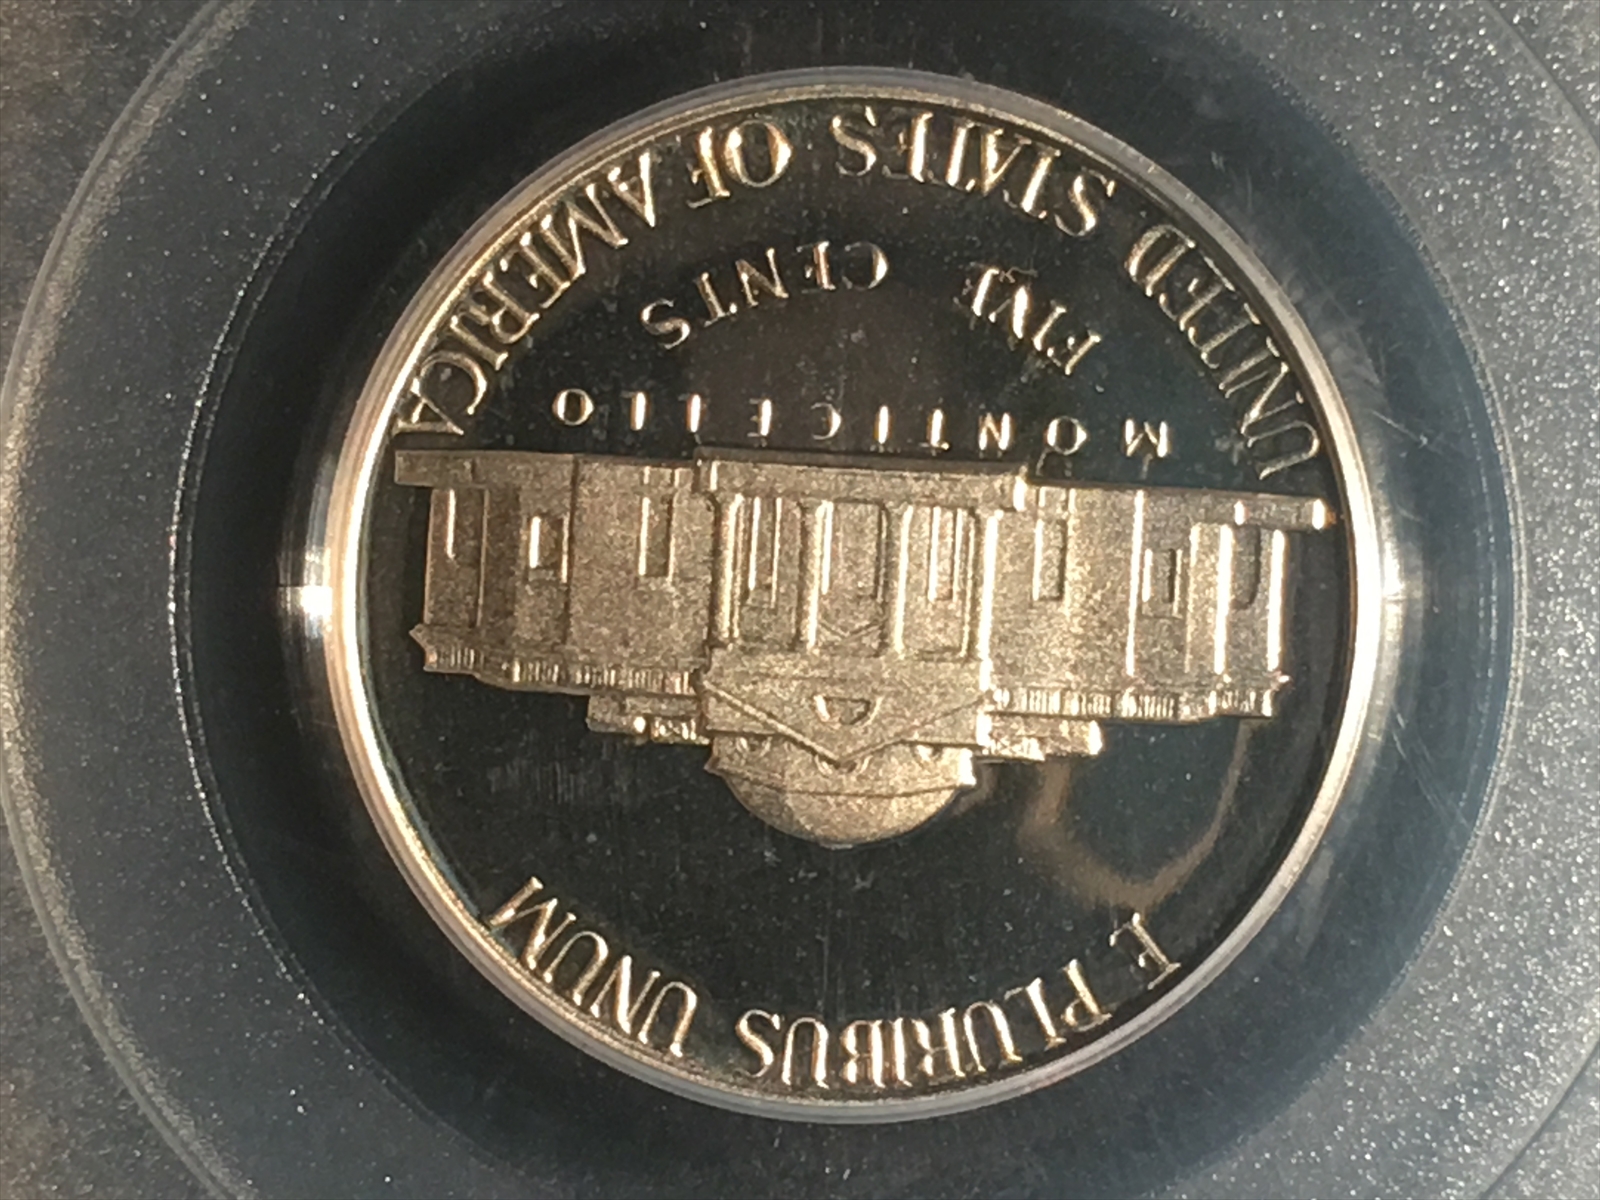 E PLURIBUS UNUM
MONTICELLO
FIVE CENTS
UNITED STATES OF AMERICA